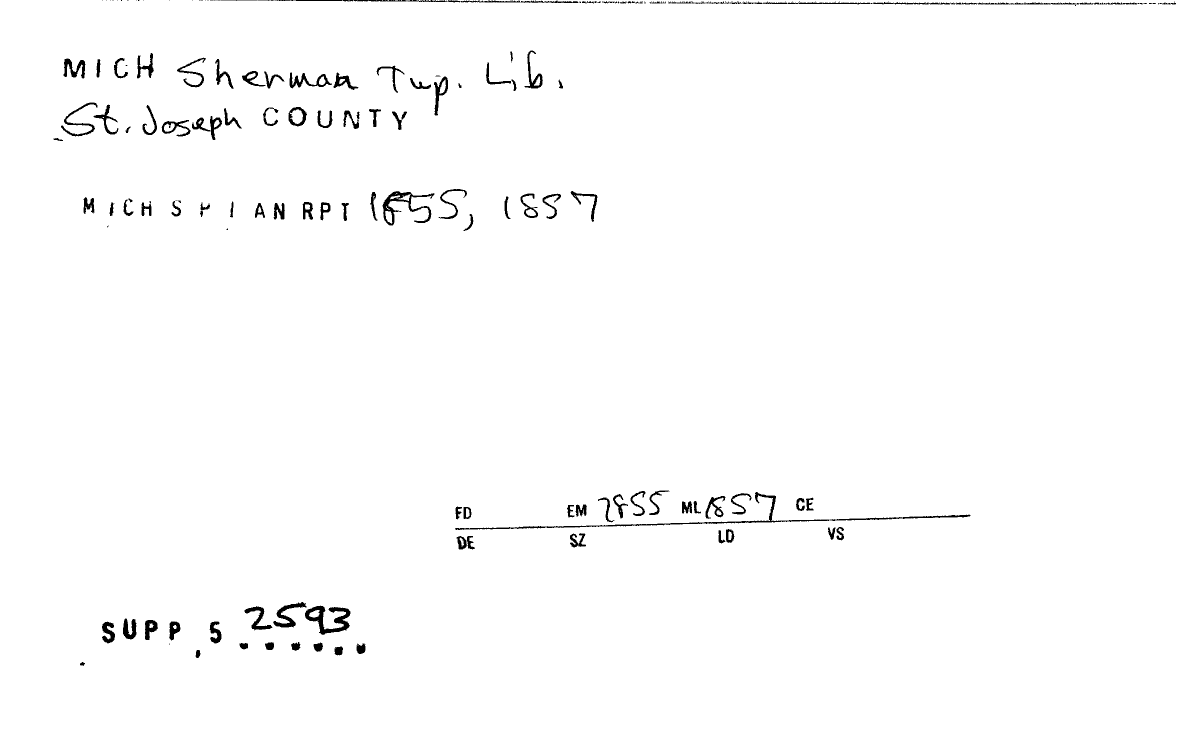 MICH Sherman Twp. Lib.
St. Joseph COUNTY
MICH S P I AN RPT 1855, 1857
FD EM 1855 ML 1857 CE
DE SZ LD VS
SUPP 5 2593